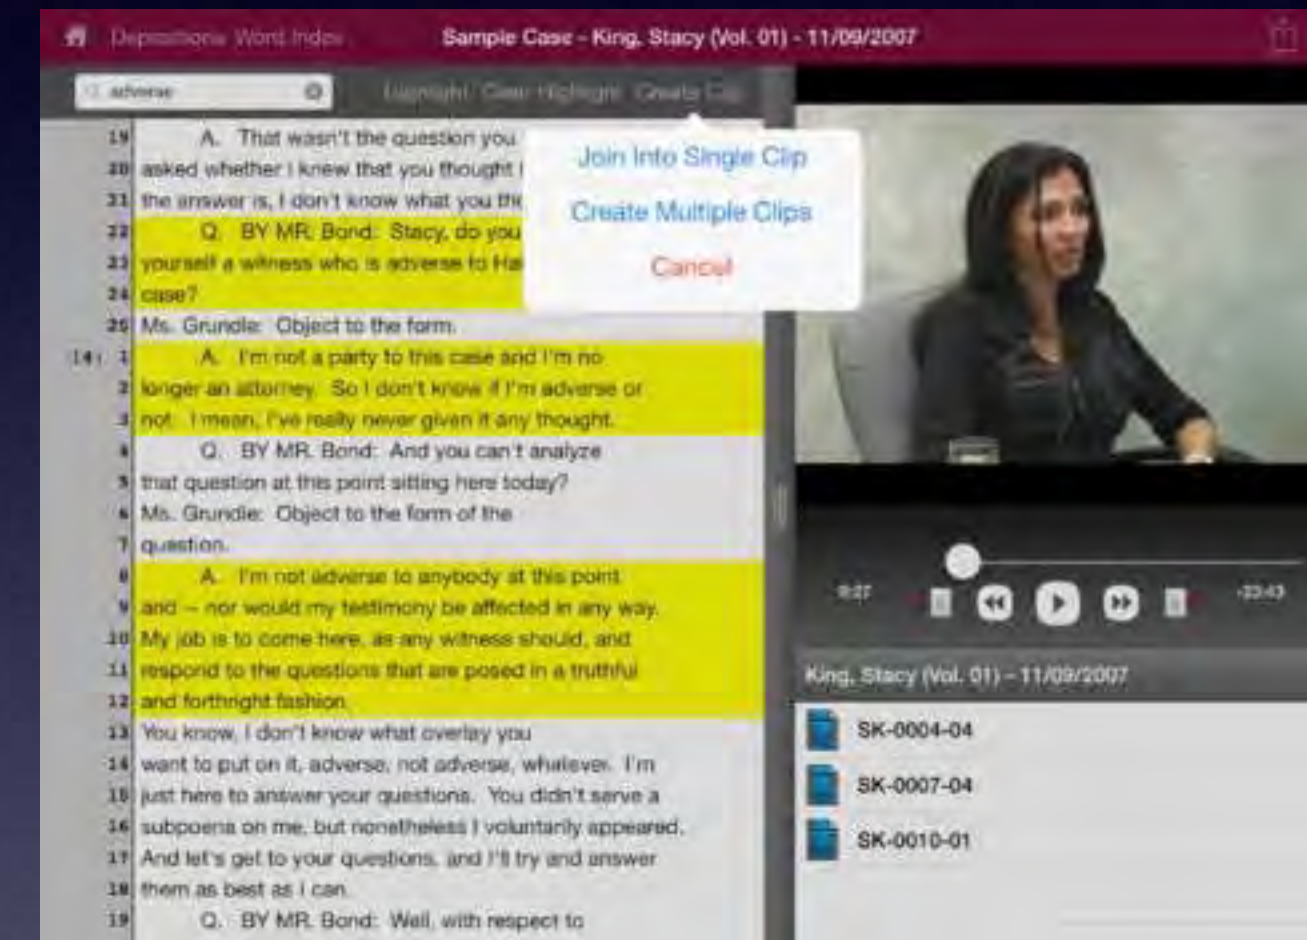 Depositions Word Index
Sample Case - King, Stacy (Vol. 01) - 11/09/2007
adverse
Highlight Clear Highlight Create Clip
Join Into Single Clip
Create Multiple Clips
Cancel
19 A. That wasn't the question you
20 asked whether I knew that you thought
21 the answer is, I don't know what you
22 Q. BY MR. Bond: Stacy, do you
23 yourself a witness who is adverse to
24 case?
25 Ms. Grundle: Object to the form.
14: 1 A. I'm not a party to this case and I'm no
2 longer an attorney. So I don't know if I'm adverse or
3 not. I mean, I've really never given it any thought.
4 Q. BY MR. Bond: And you can't analyze
5 that question at this point sitting here today?
6 Ms. Grundle: Object to the form of the
7 question.
8 A. I'm not adverse to anybody at this point
9 and -- nor would my testimony be affected in any way.
10 My job is to come here, as any witness should, and
11 respond to the questions that are posed in a truthful
12 and forthright fashion.
13 You know, I don't know what overlay you
14 want to put on it, adverse, not adverse, whatever. I'm
15 just here to answer your questions. You didn't serve a
16 subpoena on me, but nonetheless I voluntarily appeared.
17 And let's get to your questions, and I'll try and answer
18 them as best as I can.
19 Q. BY MR. Bond: Well, with respect to
0:27
-23:43
King, Stacy (Vol. 01) - 11/09/2007
SK-0004-04
SK-0007-04
SK-0010-01